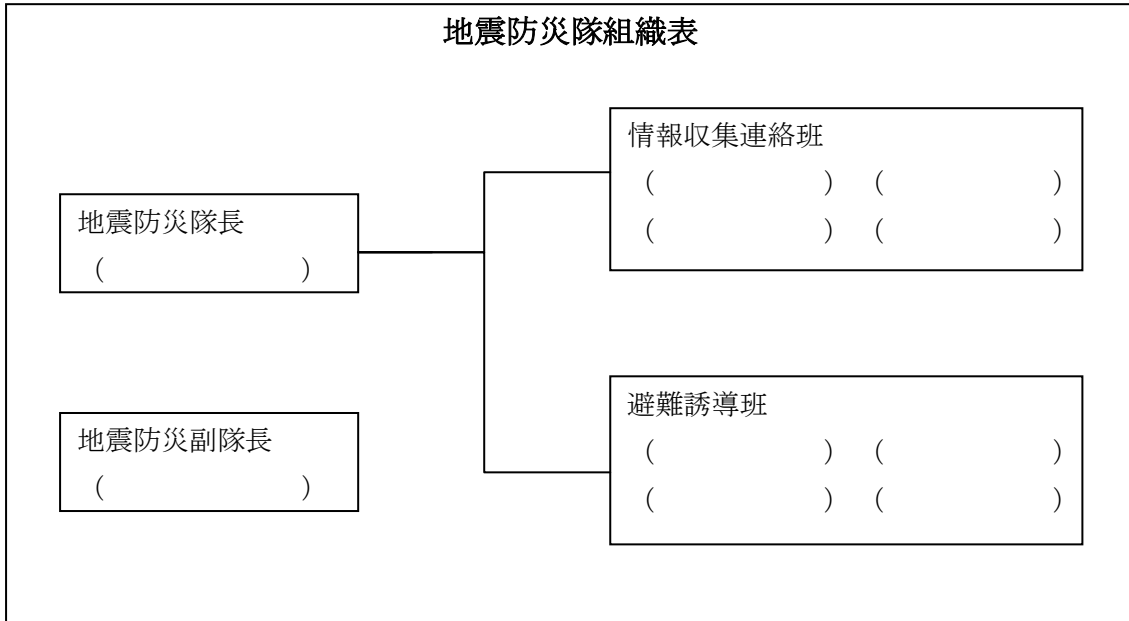 地震防災隊組織表
地震防災隊長
（　　　　　　　）
地震防災副隊長
（　　　　　　　）
情報収集連絡班
（　　　　　　　）（　　　　　　　）
（　　　　　　　）（　　　　　　　）
避難誘導班
（　　　　　　　）（　　　　　　　）
（　　　　　　　）（　　　　　　　）